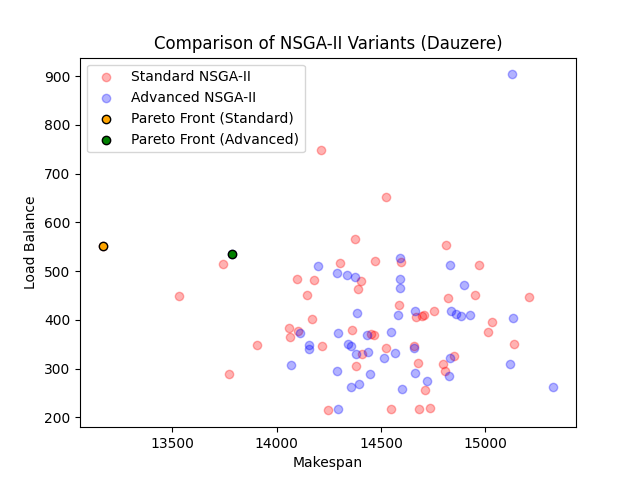 Comparison of NSGA-II Variants (Dauzere)
Standard NSGA-II
Advanced NSGA-II
Pareto Front (Standard)
Pareto Front (Advanced)
900
800
700
600
500
400
300
200
Load Balance
13500 14000 14500 15000
Makespan